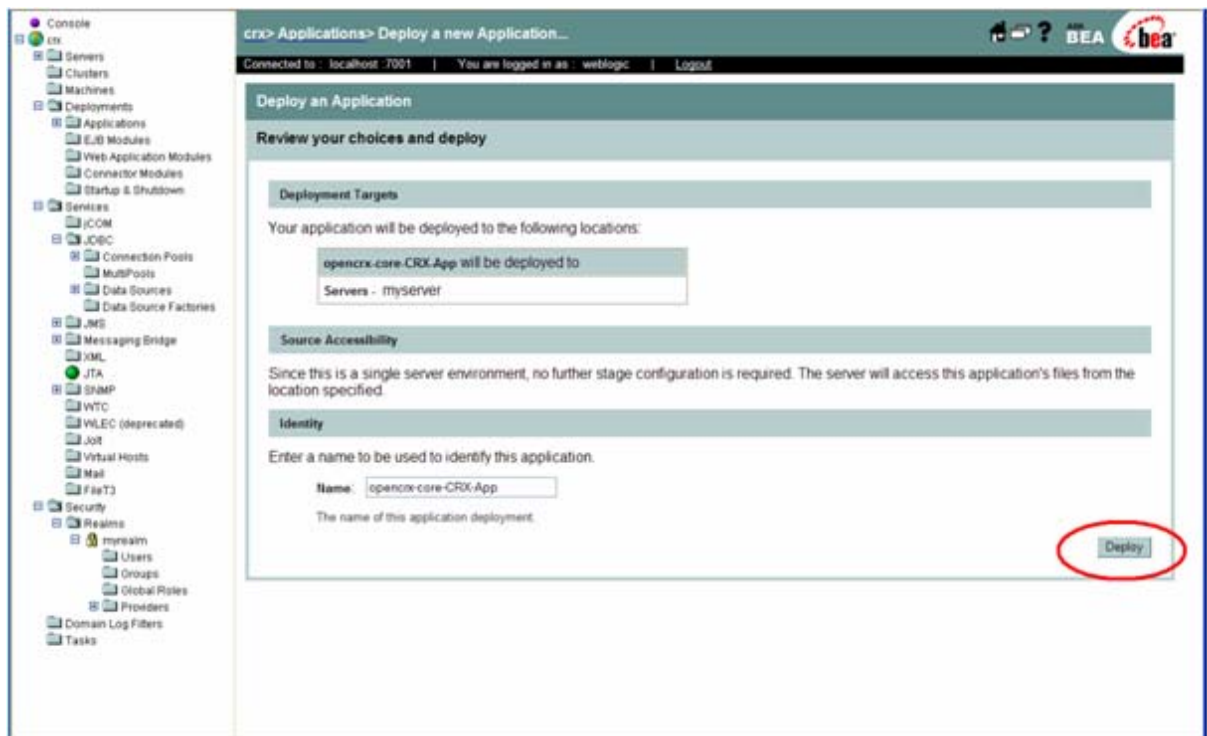 Console
crx
Servers
Clusters
Machines
Deployments
Applications
EJB Modules
Web Application Modules
Connector Modules
Startup & Shutdown
Services
jCOM
JDBC
Connection Pools
MultiPools
Data Sources
Data Source Factories
JMS
Messaging Bridge
XML
JTA
SNMP
WTC
WLEC (deprecated)
Jolt
Virtual Hosts
Mail
FileT3
Security
Realms
myrealm
Users
Groups
Global Roles
Providers
Domain Log Filters
Tasks
crx> Applications> Deploy a new Application...
? ASK BEA bea
Connected to : localhost :7001 | You are logged in as : weblogic | Logout
Deploy an Application
Review your choices and deploy
Deployment Targets
Your application will be deployed to the following locations:
opencrx-core-CRX-App will be deployed to
Servers - myserver
Source Accessibility
Since this is a single server environment, no further stage configuration is required. The server will access this application's files from the
location specified.
Identity
Enter a name to be used to identify this application.
Name: opencrx-core-CRX-App
The name of this application deployment.
Deploy